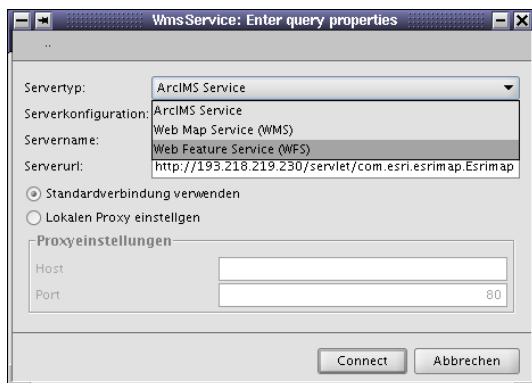 WmsService: Enter query properties
..
Servertyp: ArcIMS Service
Serverkonfiguration: ArcIMS Service
Web Map Service (WMS)
Servername:
Web Feature Service (WFS)
Serverurl: http://193.218.219.230/servlet/com.esri.esrimap.Esrimap
Standardverbindung verwenden
Lokalen Proxy einstellgen
Proxyeinstellungen
Host
Port 80
Connect Abbrechen